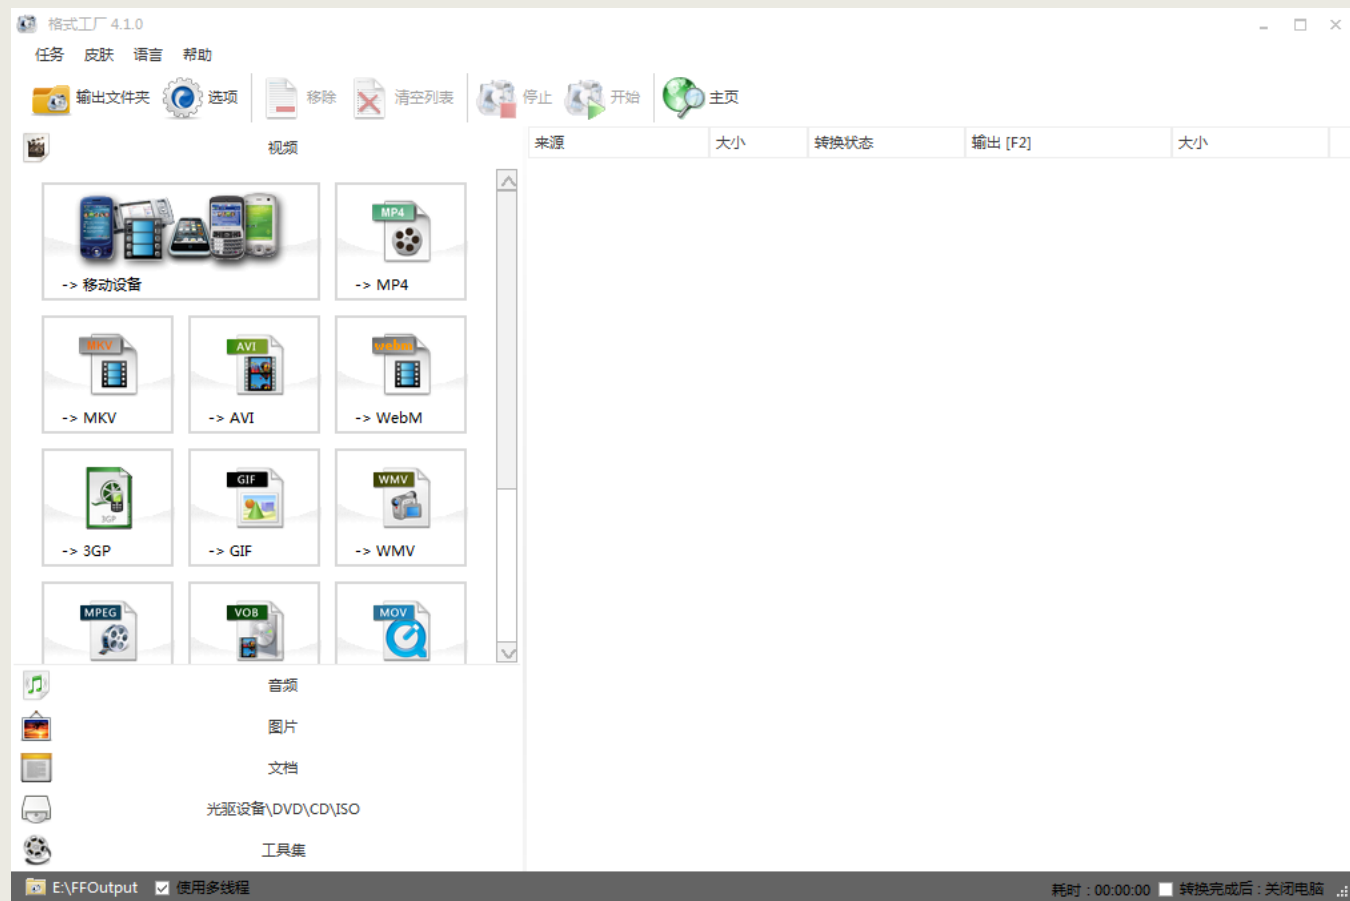 格式工厂 4.1.0
任务 皮肤 语言 帮助
输出文件夹 选项 移除 清空列表 停止 开始 主页
视频
来源 大小 转换状态 输出 [F2] 大小
MP4
-> 移动设备 -> MP4
MKV AVI webm
-> MKV -> AVI -> WebM
3GP GIF WMV
-> 3GP -> GIF -> WMV
MPEG VOB MOV
音频
图片
文档
光驱设备\DVD\CD\ISO
工具集
E:\FFOutput 使用多线程 耗时 : 00:00:00 转换完成后 : 关闭电脑